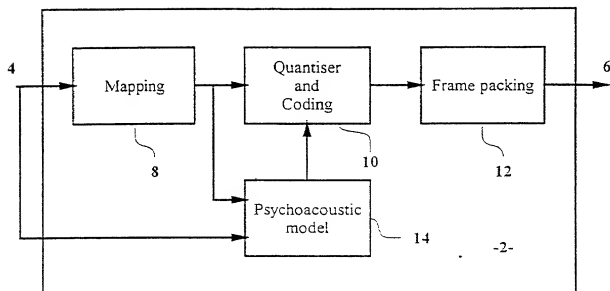 4
Mapping
Quantiser
and
Coding
Frame packing
6
8
10
12
Psychoacoustic
model
14
-2-